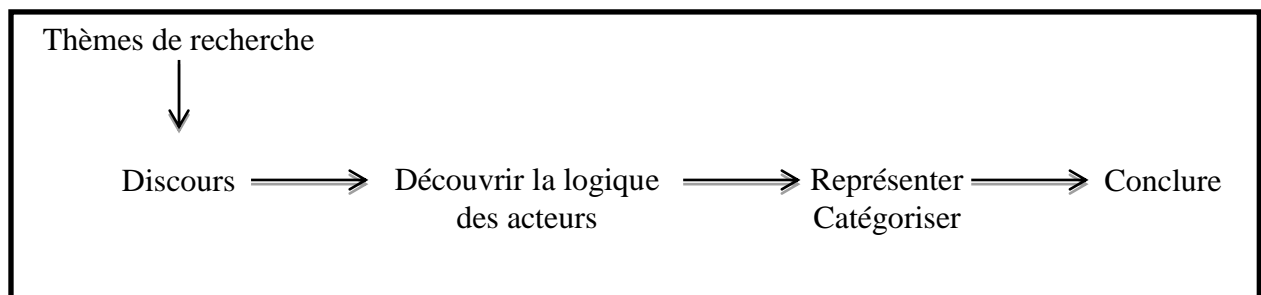 Thèmes de recherche
Discours
Découvrir la logique
des acteurs
Représenter
Catégoriser
Conclure